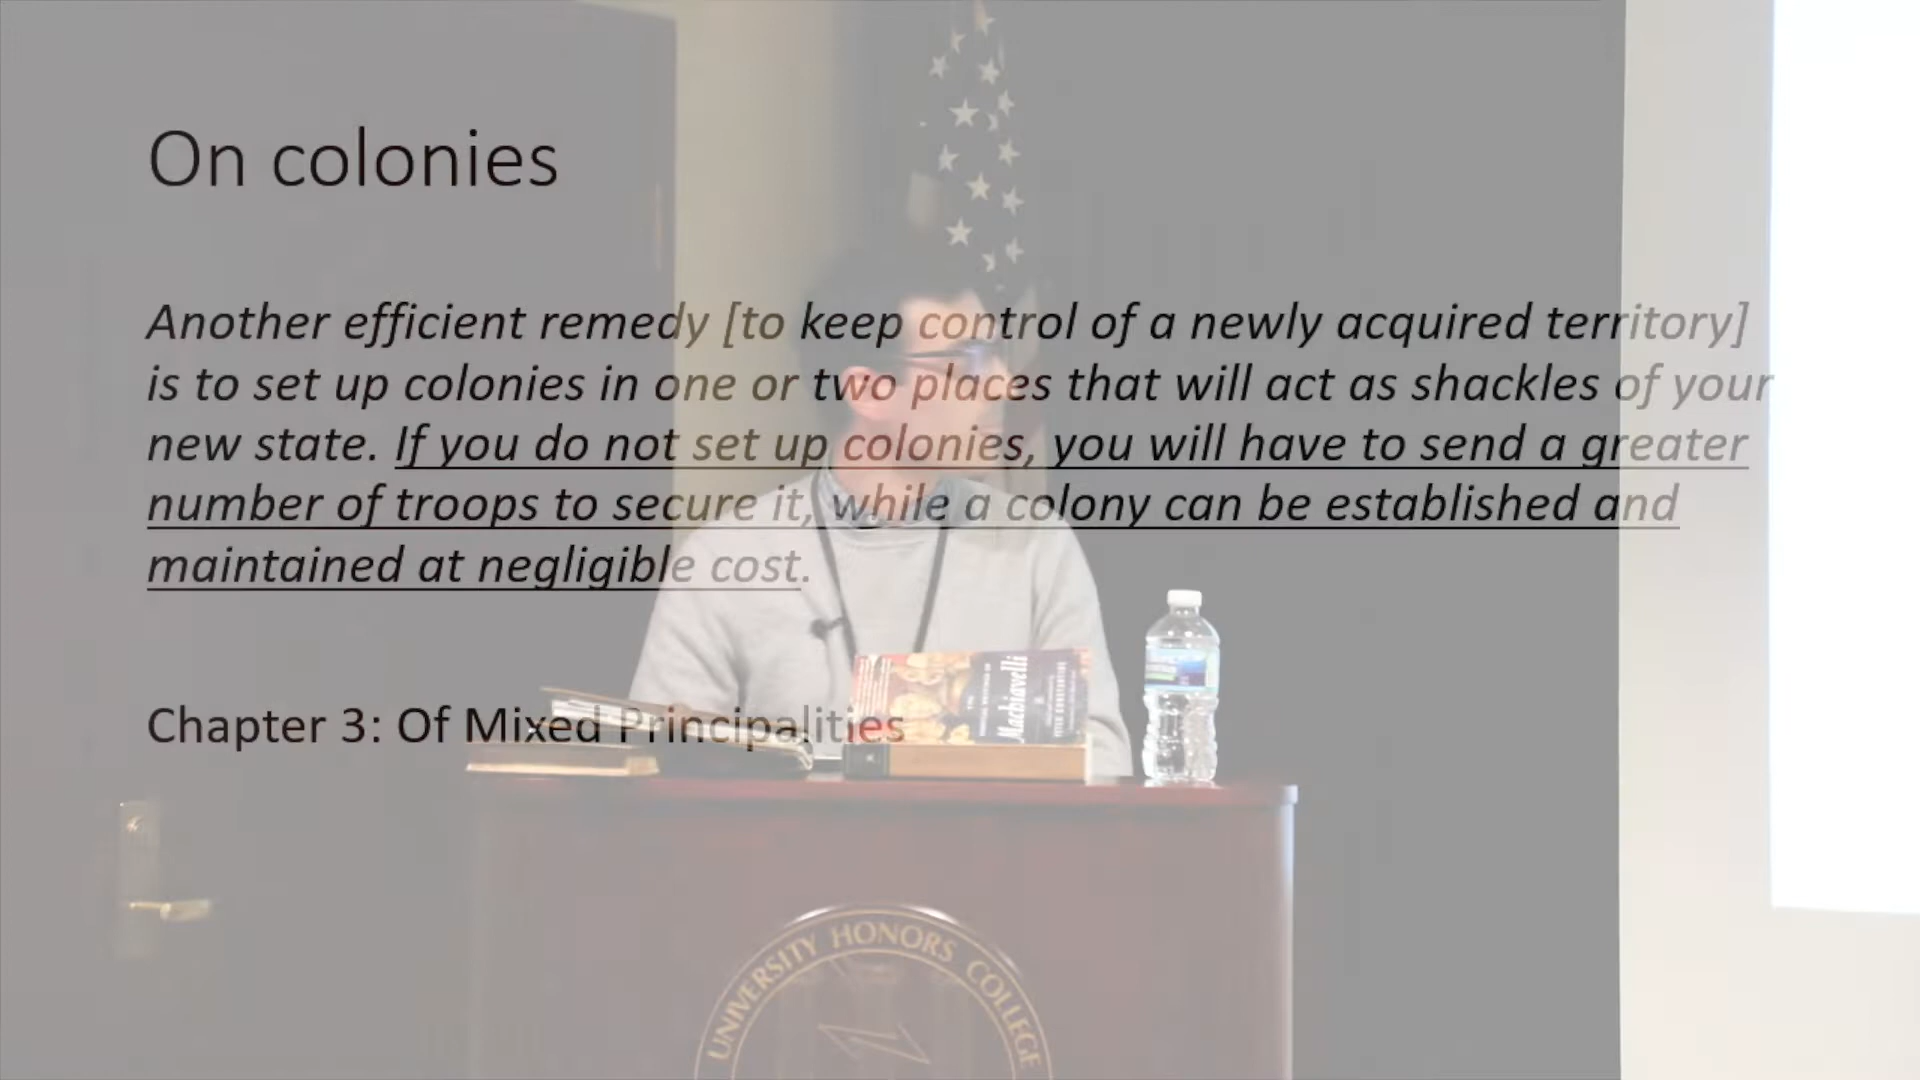 On colonies
Another efficient remedy [to keep control of a newly acquired territory]
is to set up colonies in one or two places that will act as shackles of your
new state. If you do not set up colonies, you will have to send a greater
number of troops to secure it, while a colony can be established and
maintained at negligible cost.
Chapter 3: Of Mixed Principalities
Machiavelli
UNIVERSITY HONORS COLLEGE